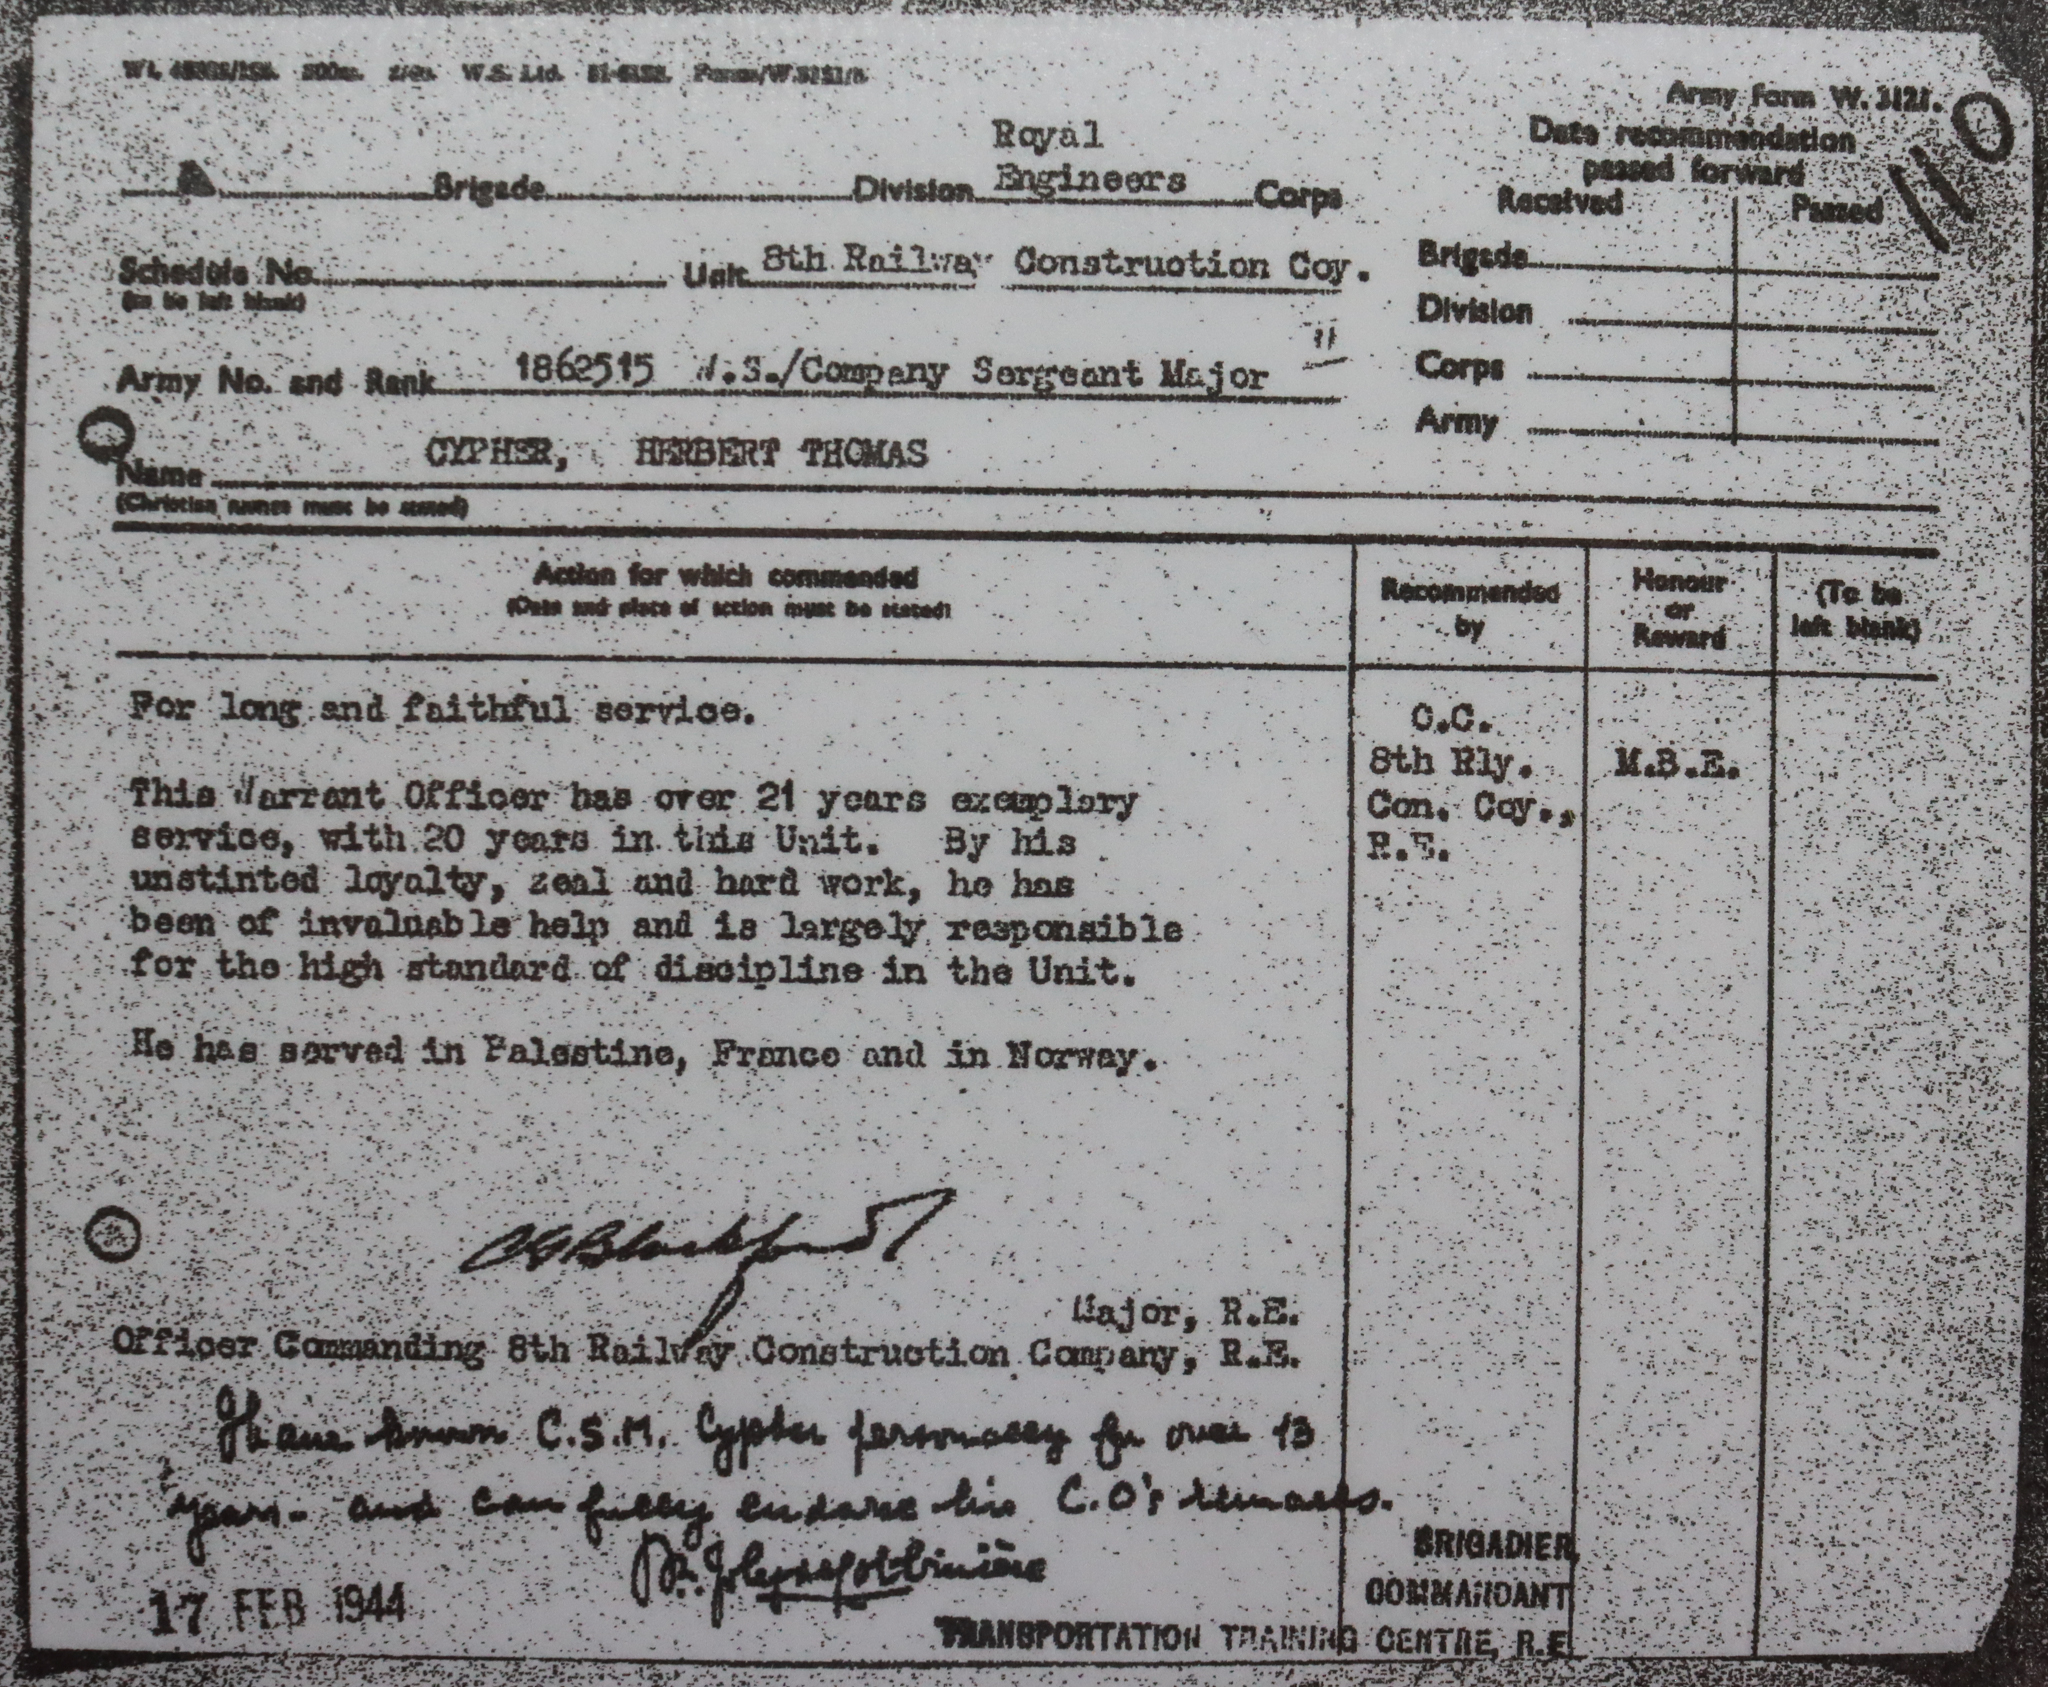 Army Form W. 3121.
110
Date recommendation
passed forward
Received Passed
Royal
Brigade Division Engineers Corps
Schedule No. Unit 8th Railway Construction Coy.
(to be left blank)
Brigade
Division
Army No. and Rank 1862515 W.S./Company Sergeant Major
Corps
Army
Name CYPHER, HERBERT THOMAS
(Christian names must be stated)
Action for which commended
(Date and place of action must be stated)
Recommended
by
Honour
or
Reward
(To be
left blank)
For long and faithful service.
This Warrant Officer has over 21 years exemplary
service, with 20 years in this Unit. By his
unstinted loyalty, zeal and hard work, he has
been of invaluable help and is largely responsible
for the high standard of discipline in the Unit.
He has served in Palestine, France and in Norway.
O.C.
8th Rly.
Con. Coy.,
R.E.
M.B.E.
Major, R.E.
Officer Commanding 8th Railway Construction Company, R.E.
I have known C.S.M. Cypher personally for over 13
years and can fully endorse his C.O's remarks.
17 FEB 1944
BRIGADIER,
COMMANDANT
TRANSPORTATION TRAINING CENTRE, R.E.